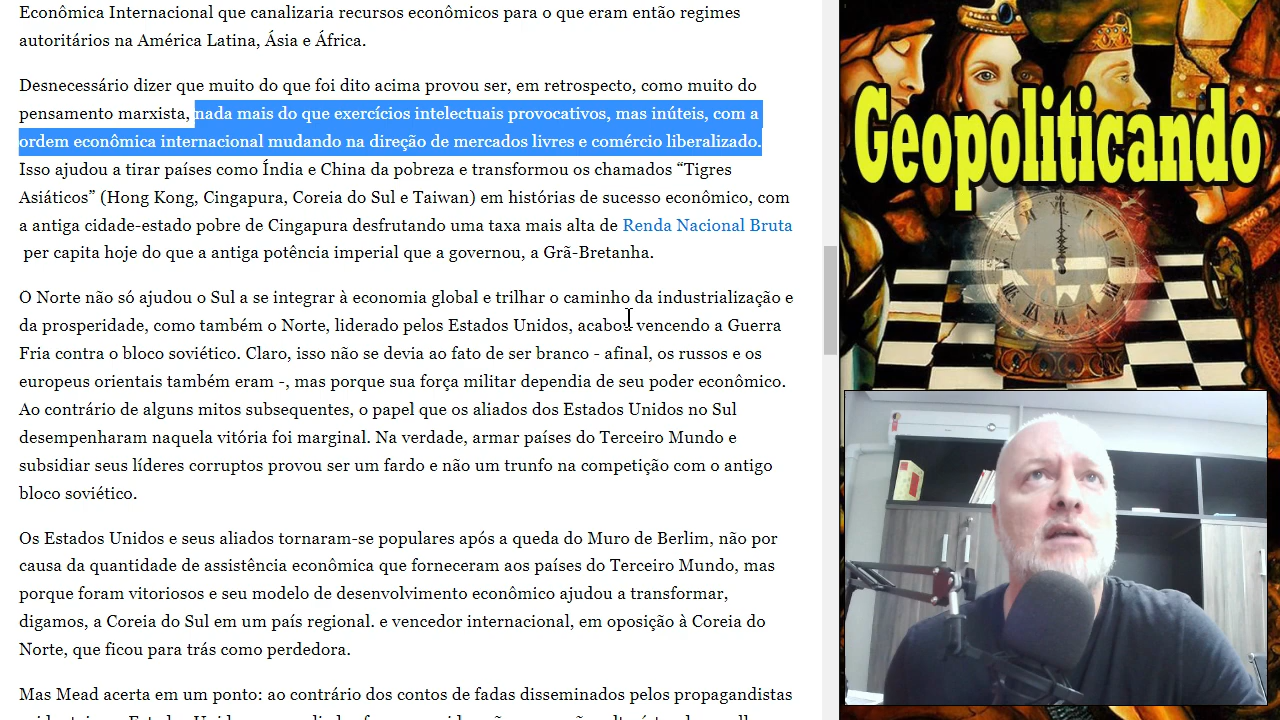 Econômica Internacional que canalizaria recursos econômicos para o que eram então regimes
autoritários na América Latina, Ásia e África.
Desnecessário dizer que muito do que foi dito acima provou ser, em retrospecto, como muito do
pensamento marxista, nada mais do que exercícios intelectuais provocativos, mas inúteis, com a
ordem econômica internacional mudando na direção de mercados livres e comércio liberalizado.
Isso ajudou a tirar países como Índia e China da pobreza e transformou os chamados “Tigres
Asiáticos” (Hong Kong, Cingapura, Coreia do Sul e Taiwan) em histórias de sucesso econômico, com
a antiga cidade-estado pobre de Cingapura desfrutando uma taxa mais alta de Renda Nacional Bruta
per capita hoje do que a antiga potência imperial que a governou, a Grã-Bretanha.
O Norte não só ajudou o Sul a se integrar à economia global e trilhar o caminho da industrialização e
da prosperidade, como também o Norte, liderado pelos Estados Unidos, acabou vencendo a Guerra
Fria contra o bloco soviético. Claro, isso não se devia ao fato de ser branco - afinal, os russos e os
europeus orientais também eram -, mas porque sua força militar dependia de seu poder econômico.
Ao contrário de alguns mitos subsequentes, o papel que os aliados dos Estados Unidos no Sul
desempenharam naquela vitória foi marginal. Na verdade, armar países do Terceiro Mundo e
subsidiar seus líderes corruptos provou ser um fardo e não um trunfo na competição com o antigo
bloco soviético.
Os Estados Unidos e seus aliados tornaram-se populares após a queda do Muro de Berlim, não por
causa da quantidade de assistência econômica que forneceram aos países do Terceiro Mundo, mas
porque foram vitoriosos e seu modelo de desenvolvimento econômico ajudou a transformar,
digamos, a Coreia do Sul em um país regional. e vencedor internacional, em oposição à Coreia do
Norte, que ficou para trás como perdedora.
Mas Mead acerta em um ponto: ao contrário dos contos de fadas disseminados pelos propagandistas
Geopoliticando